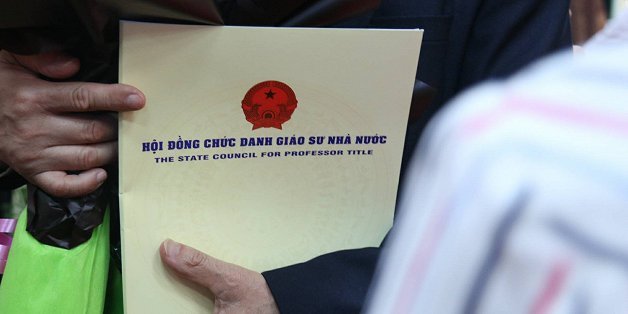 HỘI ĐỒNG CHỨC DANH GIÁO SƯ NHÀ NƯỚC
THE STATE COUNCIL FOR PROFESSOR TITLE